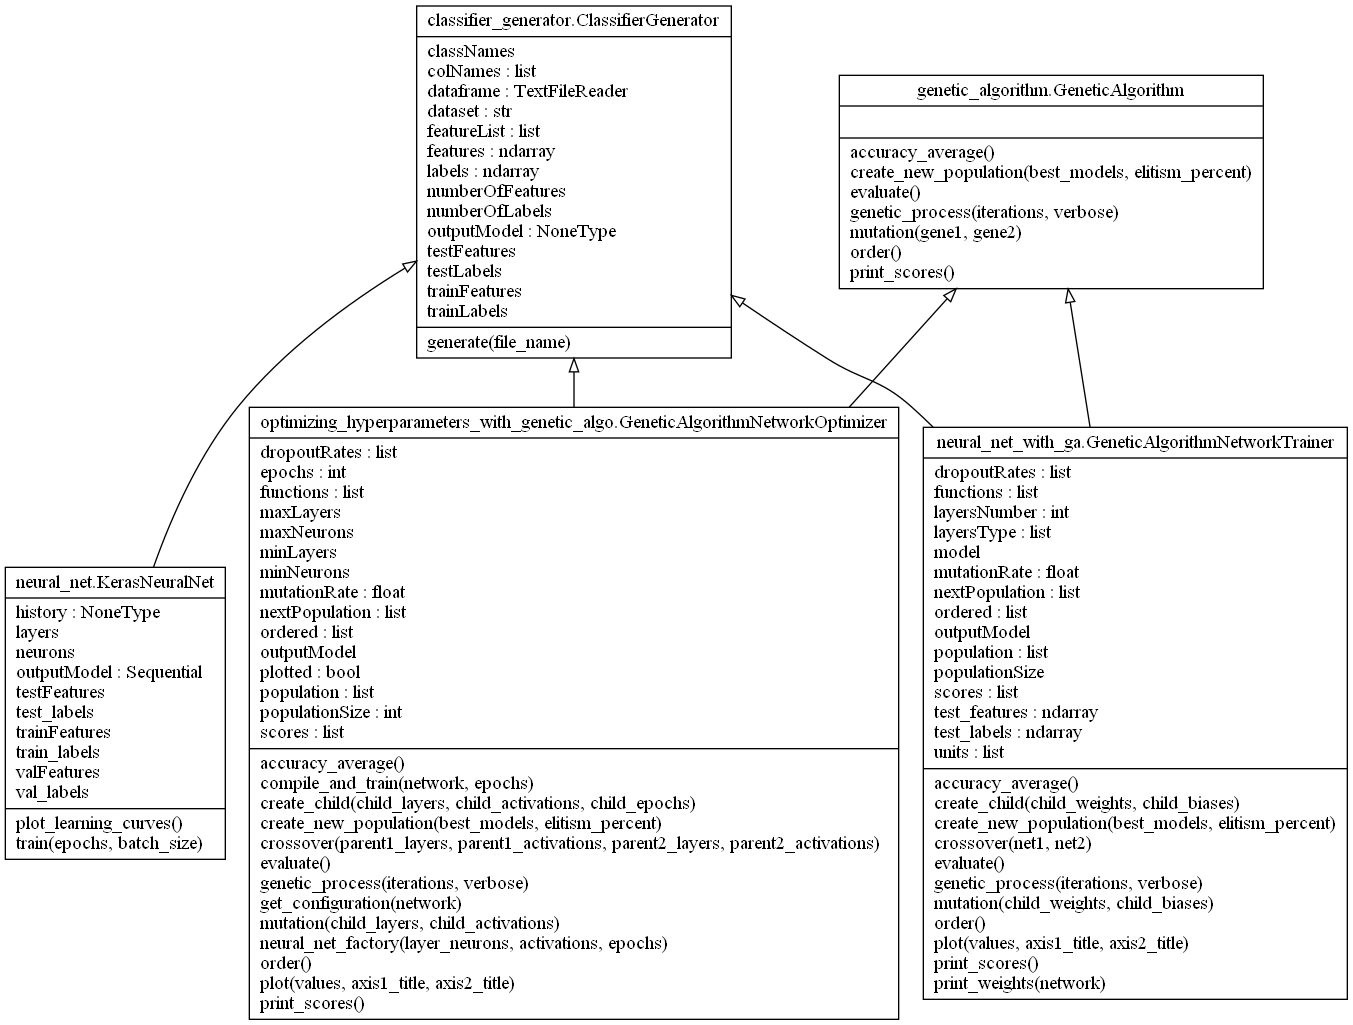 classifier_generator.ClassifierGenerator
classNames
colNames : list
dataframe : TextFileReader
dataset : str
featureList : list
features : ndarray
labels : ndarray
numberOfFeatures
numberOfLabels
outputModel : NoneType
testFeatures
testLabels
trainFeatures
trainLabels
generate(file_name)
genetic_algorithm.GeneticAlgorithm
accuracy_average()
create_new_population(best_models, elitism_percent)
evaluate()
genetic_process(iterations, verbose)
mutation(gene1, gene2)
order()
print_scores()
neural_net.KerasNeuralNet
history : NoneType
layers
neurons
outputModel : Sequential
testFeatures
test_labels
trainFeatures
train_labels
valFeatures
val_labels
plot_learning_curves()
train(epochs, batch_size)
optimizing_hyperparameters_with_genetic_algo.GeneticAlgorithmNetworkOptimizer
dropoutRates : list
epochs : int
functions : list
maxLayers
maxNeurons
minLayers
minNeurons
mutationRate : float
nextPopulation : list
ordered : list
outputModel
plotted : bool
population : list
populationSize : int
scores : list
accuracy_average()
compile_and_train(network, epochs)
create_child(child_layers, child_activations, child_epochs)
create_new_population(best_models, elitism_percent)
crossover(parent1_layers, parent1_activations, parent2_layers, parent2_activations)
evaluate()
genetic_process(iterations, verbose)
get_configuration(network)
mutation(child_layers, child_activations)
neural_net_factory(layer_neurons, activations, epochs)
order()
plot(values, axis1_title, axis2_title)
print_scores()
neural_net_with_ga.GeneticAlgorithmNetworkTrainer
dropoutRates : list
functions : list
layersNumber : int
layersType : list
model
mutationRate : float
nextPopulation : list
ordered : list
outputModel
population : list
populationSize
scores : list
test_features : ndarray
test_labels : ndarray
units : list
accuracy_average()
create_child(child_weights, child_biases)
create_new_population(best_models, elitism_percent)
crossover(net1, net2)
evaluate()
genetic_process(iterations, verbose)
mutation(child_weights, child_biases)
order()
plot(values, axis1_title, axis2_title)
print_scores()
print_weights(network)